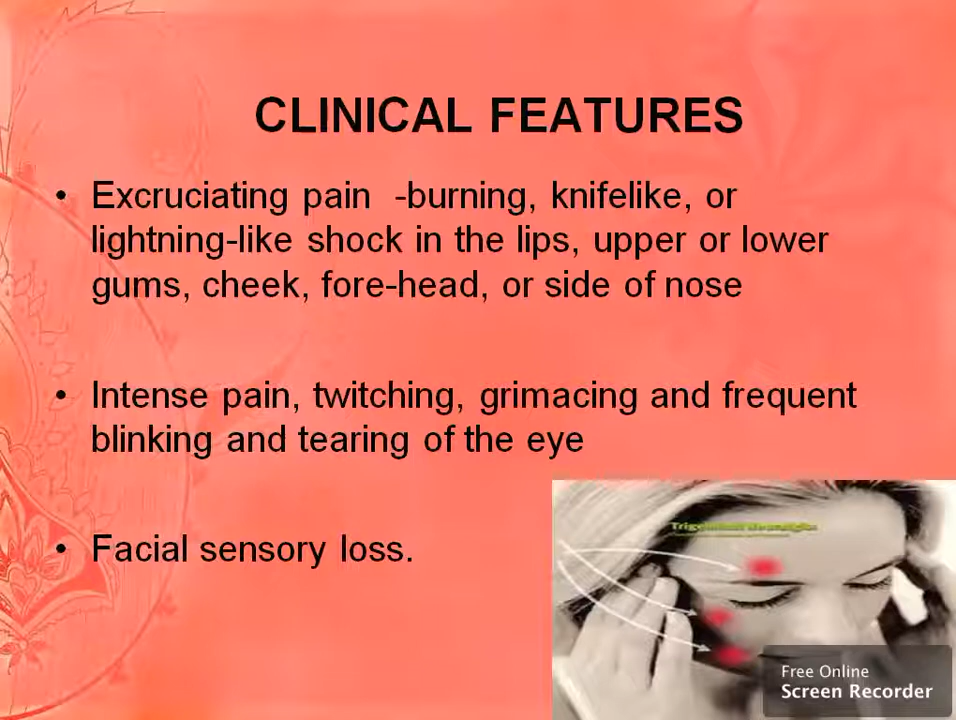 CLINICAL FEATURES
• Excruciating pain -burning, knifelike, or
lightning-like shock in the lips, upper or lower
gums, cheek, fore-head, or side of nose
• Intense pain, twitching, grimacing and frequent
blinking and tearing of the eye
• Facial sensory loss.
Free Online
Screen Recorder